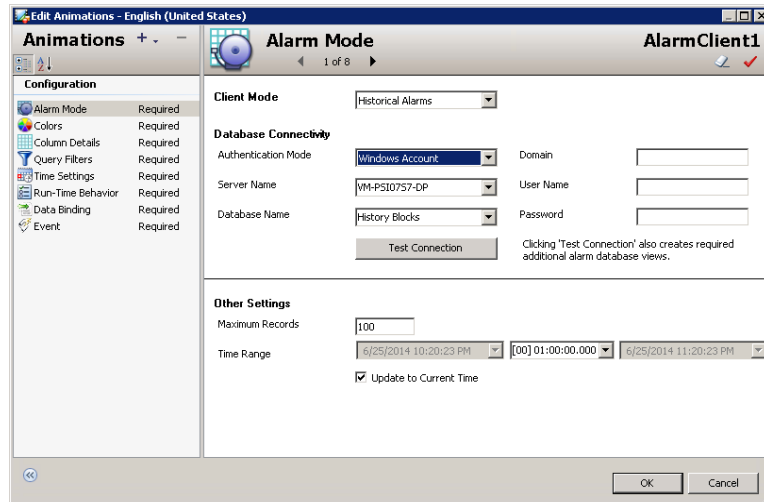 Edit Animations - English (United States)
Animations
Configuration
Alarm Mode Required
Colors Required
Column Details Required
Query Filters Required
Time Settings Required
Run-Time Behavior Required
Data Binding Required
Event Required
Alarm Mode
1 of 8
AlarmClient1
Client Mode Historical Alarms
Database Connectivity
Authentication Mode Windows Account Domain
Server Name VM-PSI07S7-DP User Name
Database Name History Blocks Password
Test Connection
Clicking 'Test Connection' also creates required
additional alarm database views.
Other Settings
Maximum Records 100
Time Range 6/25/2014 10:20:23 PM [00] 01:00:00.000 6/25/2014 11:20:23 PM
Update to Current Time
OK Cancel